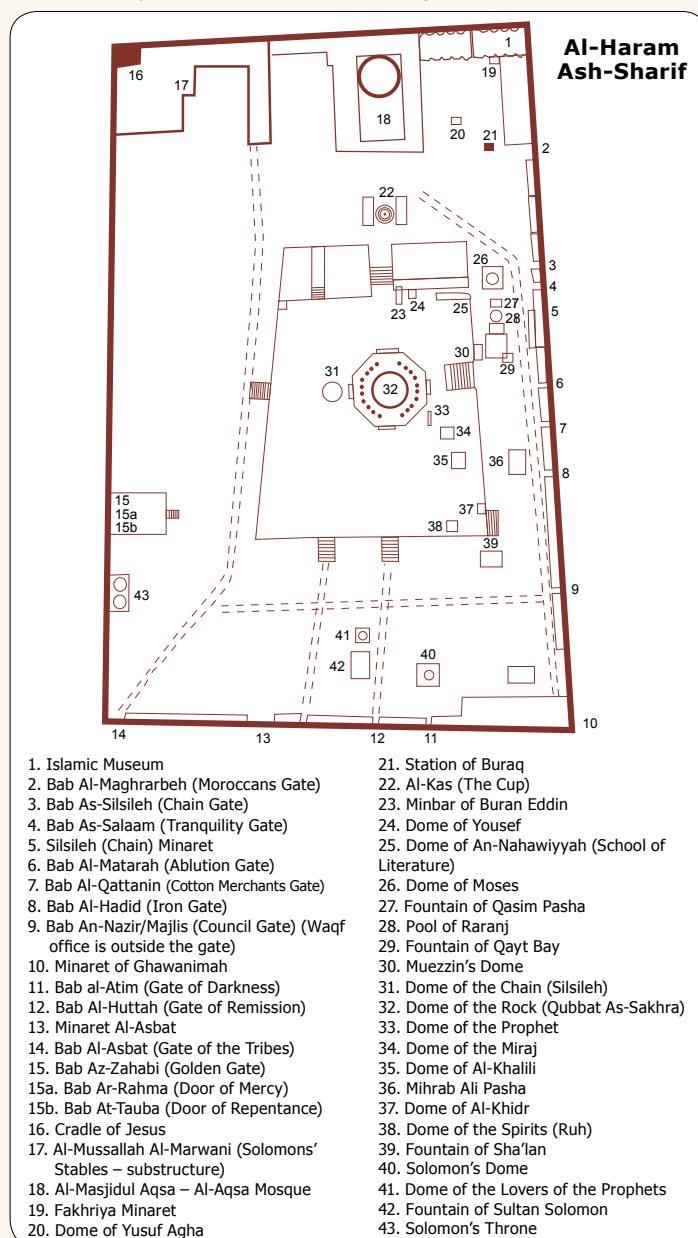 Al-Haram
Ash-Sharif
1
16
17
19
18
20
21
2
22
26
3
4
27
24
25
23
28
5
30
29
31
32
6
33
34
7
35
36
8
15
15a
15b
37
38
39
43
9
41
40
42
10
14
13
12
11
1. Islamic Museum
2. Bab Al-Maghrarbeh (Moroccans Gate)
3. Bab As-Silsileh (Chain Gate)
4. Bab As-Salaam (Tranquility Gate)
5. Silsileh (Chain) Minaret
6. Bab Al-Matarah (Ablution Gate)
7. Bab Al-Qattanin (Cotton Merchants Gate)
8. Bab Al-Hadid (Iron Gate)
9. Bab An-Nazir/Majlis (Council Gate) (Waqf
office is outside the gate)
10. Minaret of Ghawanimah
11. Bab al-Atim (Gate of Darkness)
12. Bab Al-Huttah (Gate of Remission)
13. Minaret Al-Asbat
14. Bab Al-Asbat (Gate of the Tribes)
15. Bab Az-Zahabi (Golden Gate)
15a. Bab Ar-Rahma (Door of Mercy)
15b. Bab At-Tauba (Door of Repentance)
16. Cradle of Jesus
17. Al-Mussallah Al-Marwani (Solomons'
Stables – substructure)
18. Al-Masjidul Aqsa – Al-Aqsa Mosque
19. Fakhriya Minaret
20. Dome of Yusuf Agha
21. Station of Buraq
22. Al-Kas (The Cup)
23. Minbar of Buran Eddin
24. Dome of Yousef
25. Dome of An-Nahawiyyah (School of
Literature)
26. Dome of Moses
27. Fountain of Qasim Pasha
28. Pool of Raranj
29. Fountain of Qayt Bay
30. Muezzin's Dome
31. Dome of the Chain (Silsileh)
32. Dome of the Rock (Qubbat As-Sakhra)
33. Dome of the Prophet
34. Dome of the Miraj
35. Dome of Al-Khalili
36. Mihrab Ali Pasha
37. Dome of Al-Khidr
38. Dome of the Spirits (Ruh)
39. Fountain of Sha'lan
40. Solomon's Dome
41. Dome of the Lovers of the Prophets
42. Fountain of Sultan Solomon
43. Solomon's Throne